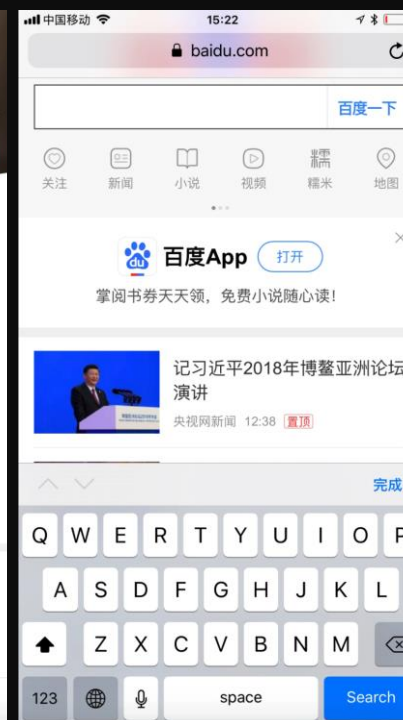 中国移动 15:22
baidu.com
百度一下
关注 新闻 小说 视频 糯米 地图
du 百度App 打开
掌阅书券天天领，免费小说随心读！
记习近平2018年博鳌亚洲论坛
演讲
央视网新闻 12:38 置顶
完成
Q W E R T Y U I O P
A S D F G H J K L
Z X C V B N M
123 space Search